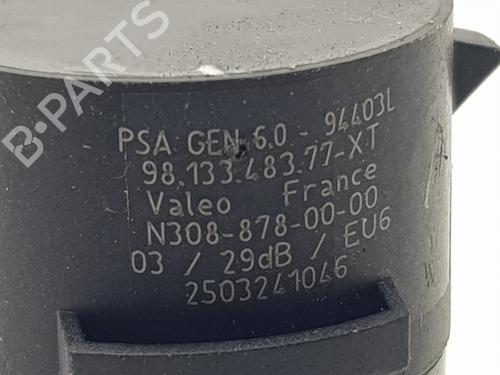 B-PARTS
PSA GEN 6.0 - 94403L
98.133.483.77-XT
Valeo France
N308-878-00-00
03 / 29dB / EU6
2503241046